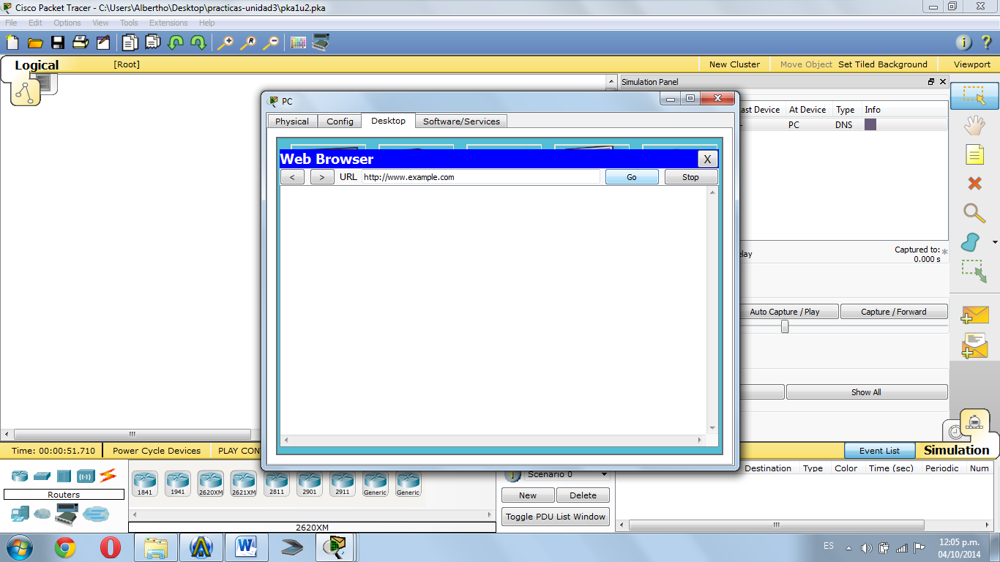 Cisco Packet Tracer - C:\Users\Albertho\Desktop\practicas-unidad3\pka1u2.pka
File Edit Options View Tools Extensions Help
Logical [Root] New Cluster Move Object Set Tiled Background Viewport
Simulation Panel
PC
Physical Config Desktop Software/Services
ast Device At Device Type Info
-- PC DNS
Web Browser X
< > URL http://www.example.com Go Stop
elay Captured to: *
0.000 s
Auto Capture / Play Capture / Forward
Show All
Time: 00:00:51.710 Power Cycle Devices PLAY CON Event List Simulation
Scenario 0 Destination Type Color Time (sec) Periodic Num
1841 1941 2620XM 2621XM 2811 2901 2911 Generic Generic
Routers New Delete
Toggle PDU List Window
2620XM
ES 12:05 p.m.
04/10/2014